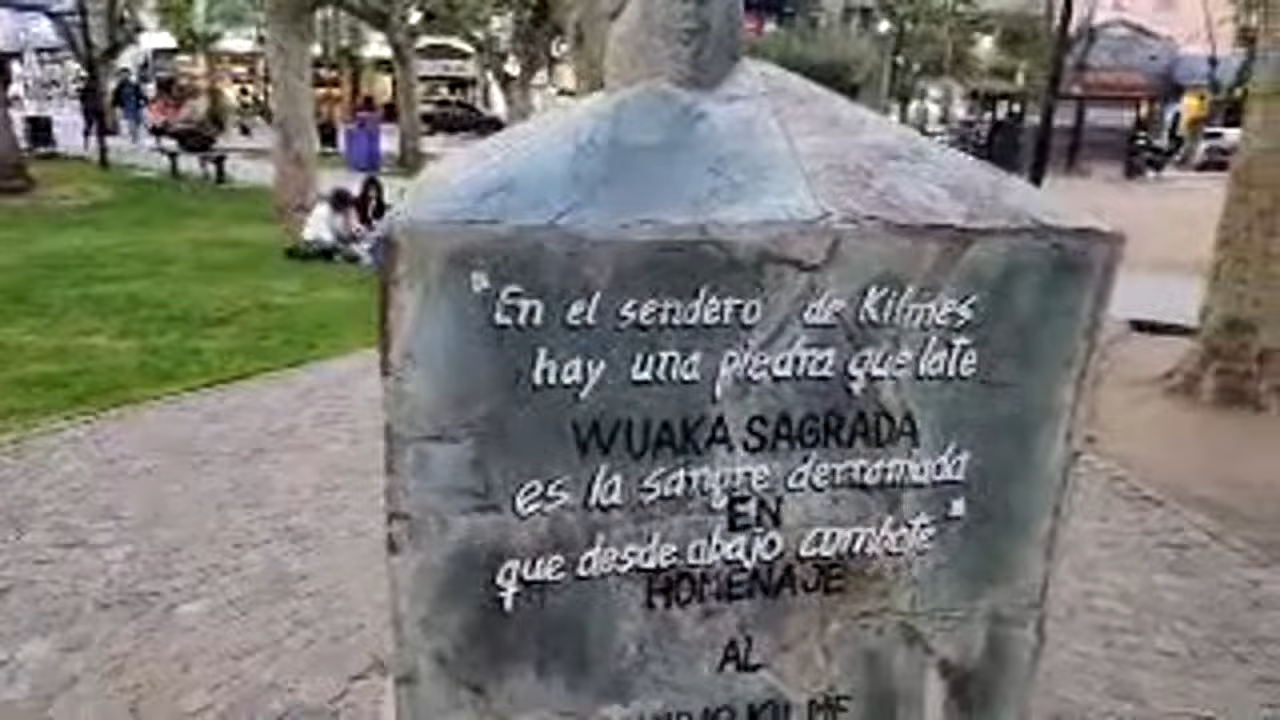 "En el sendero de Kilmes
hay una piedra que late
WUAKA SAGRADA
es la sangre derramada
EN
que desde abajo combate"
HOMENAJE
AL